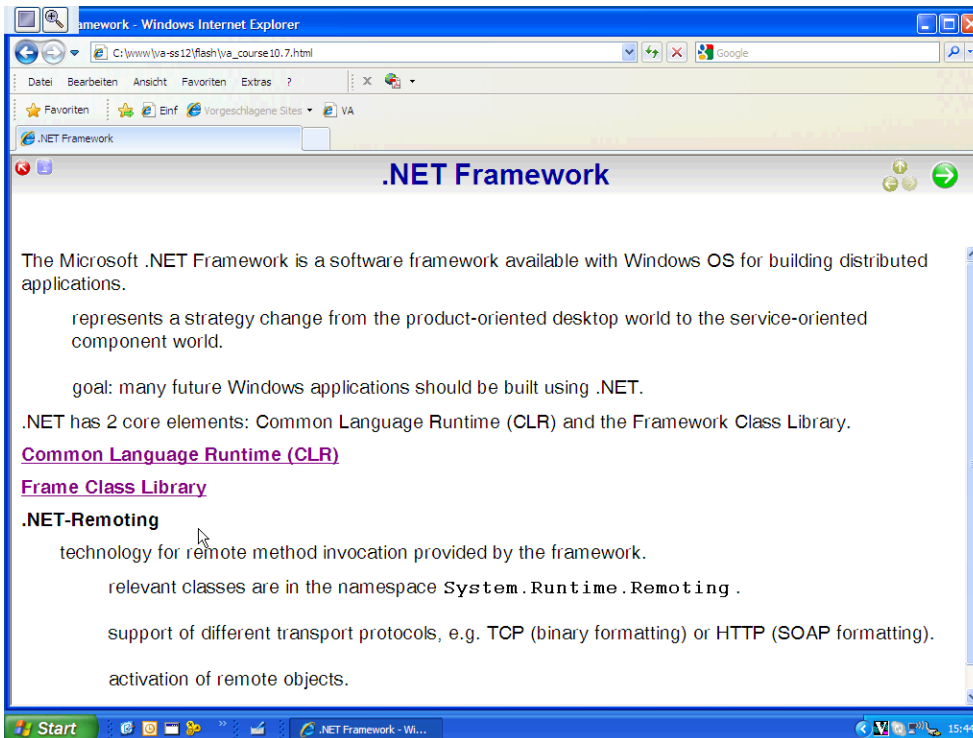 amework - Windows Internet Explorer
C:\www\va-ss12\flash\va_course10.7.html
Google
Datei Bearbeiten Ansicht Favoriten Extras ?
x
Favoriten Einf Vorgeschlagene Sites VA
.NET Framework
.NET Framework
The Microsoft .NET Framework is a software framework available with Windows OS for building distributed
applications.
represents a strategy change from the product-oriented desktop world to the service-oriented
component world.
goal: many future Windows applications should be built using .NET.
.NET has 2 core elements: Common Language Runtime (CLR) and the Framework Class Library.
Common Language Runtime (CLR)
Frame Class Library
.NET-Remoting
technology for remote method invocation provided by the framework.
relevant classes are in the namespace System.Runtime.Remoting .
support of different transport protocols, e.g. TCP (binary formatting) or HTTP (SOAP formatting).
activation of remote objects.
Start .NET Framework - Wi... 15:44